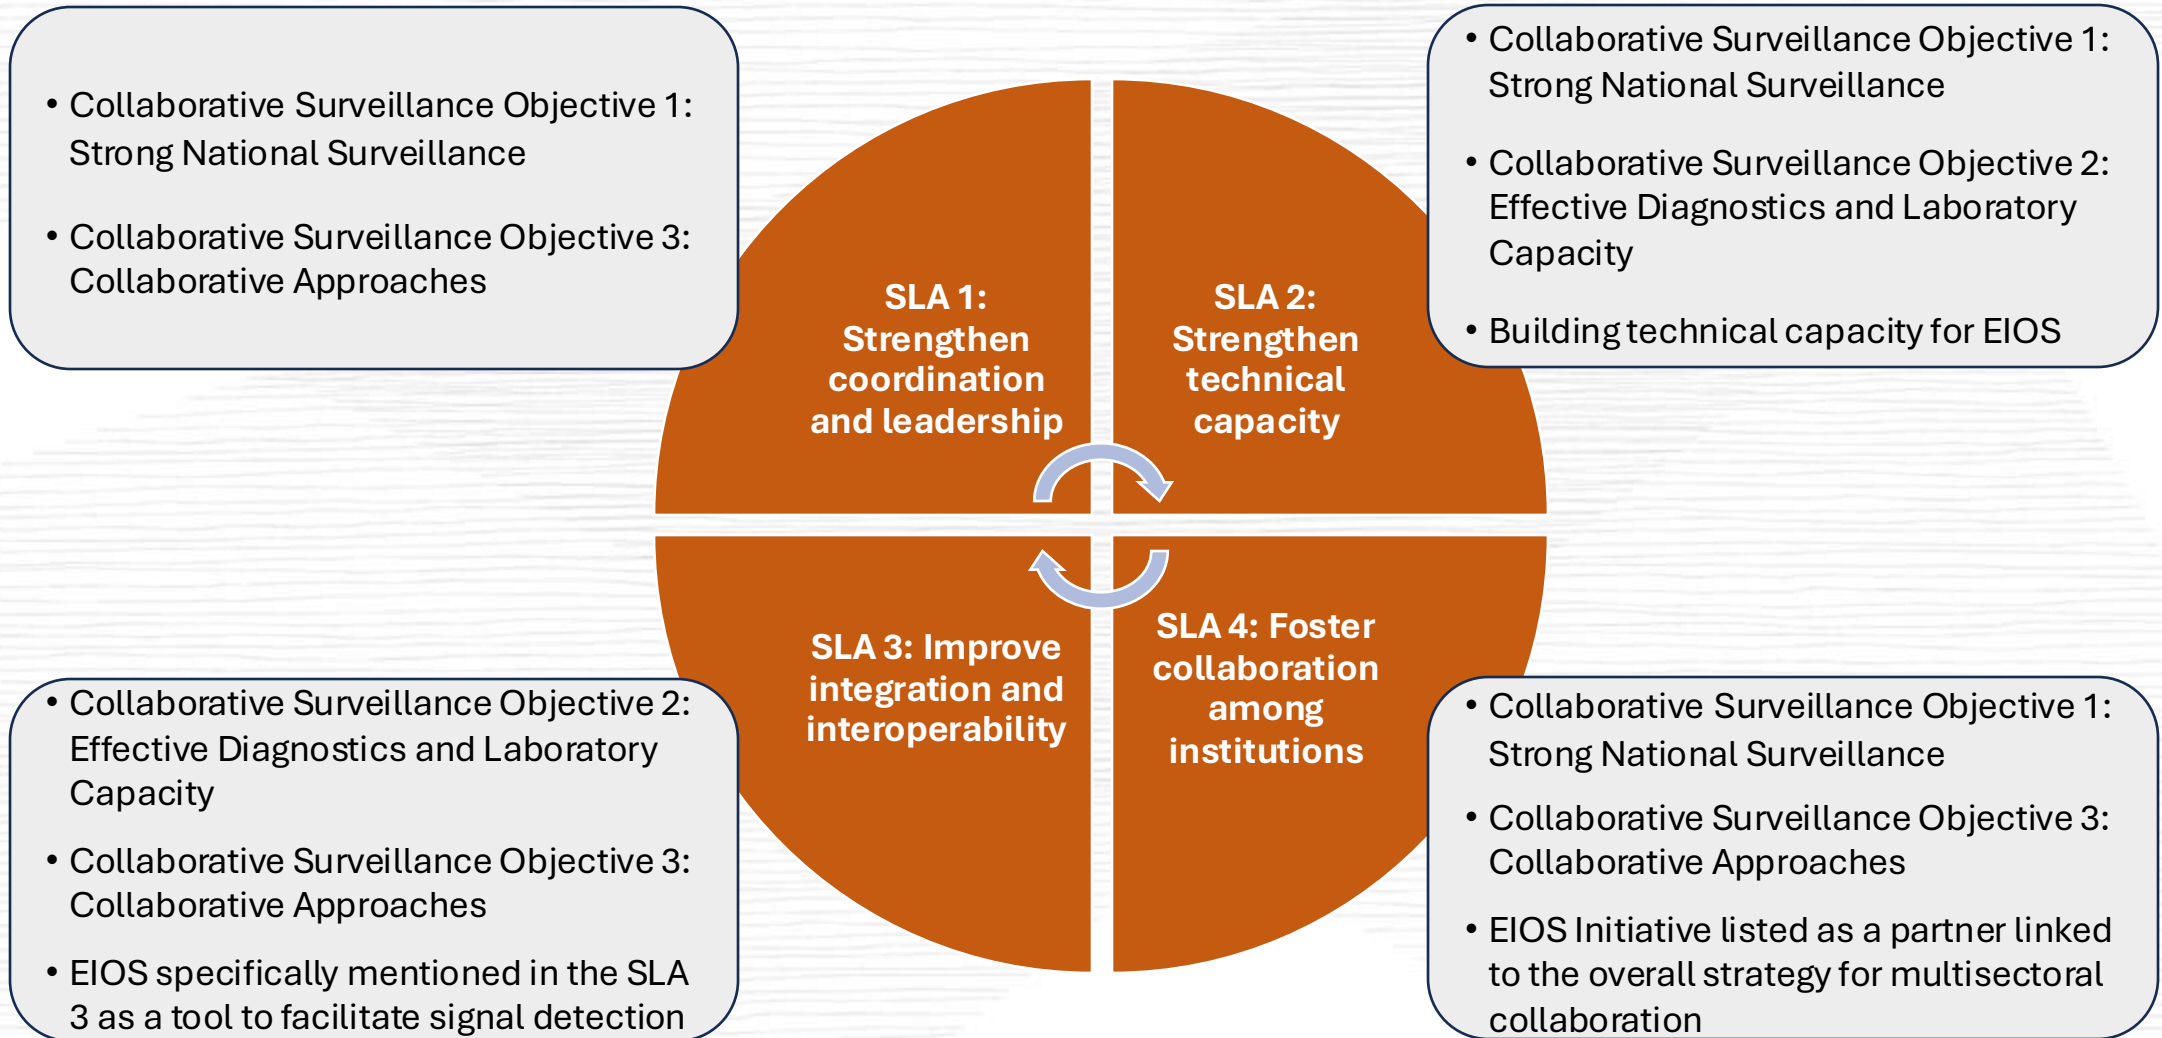 • Collaborative Surveillance Objective 1:
Strong National Surveillance
• Collaborative Surveillance Objective 3:
Collaborative Approaches
• Collaborative Surveillance Objective 1:
Strong National Surveillance
• Collaborative Surveillance Objective 2:
Effective Diagnostics and Laboratory
Capacity
• Building technical capacity for EIOS
SLA 1:
Strengthen
coordination
and leadership
SLA 2:
Strengthen
technical
capacity
SLA 3: Improve
integration and
interoperability
SLA 4: Foster
collaboration
among
institutions
• Collaborative Surveillance Objective 2:
Effective Diagnostics and Laboratory
Capacity
• Collaborative Surveillance Objective 3:
Collaborative Approaches
• EIOS specifically mentioned in the SLA
3 as a tool to facilitate signal detection
• Collaborative Surveillance Objective 1:
Strong National Surveillance
• Collaborative Surveillance Objective 3:
Collaborative Approaches
• EIOS Initiative listed as a partner linked
to the overall strategy for multisectoral
collaboration